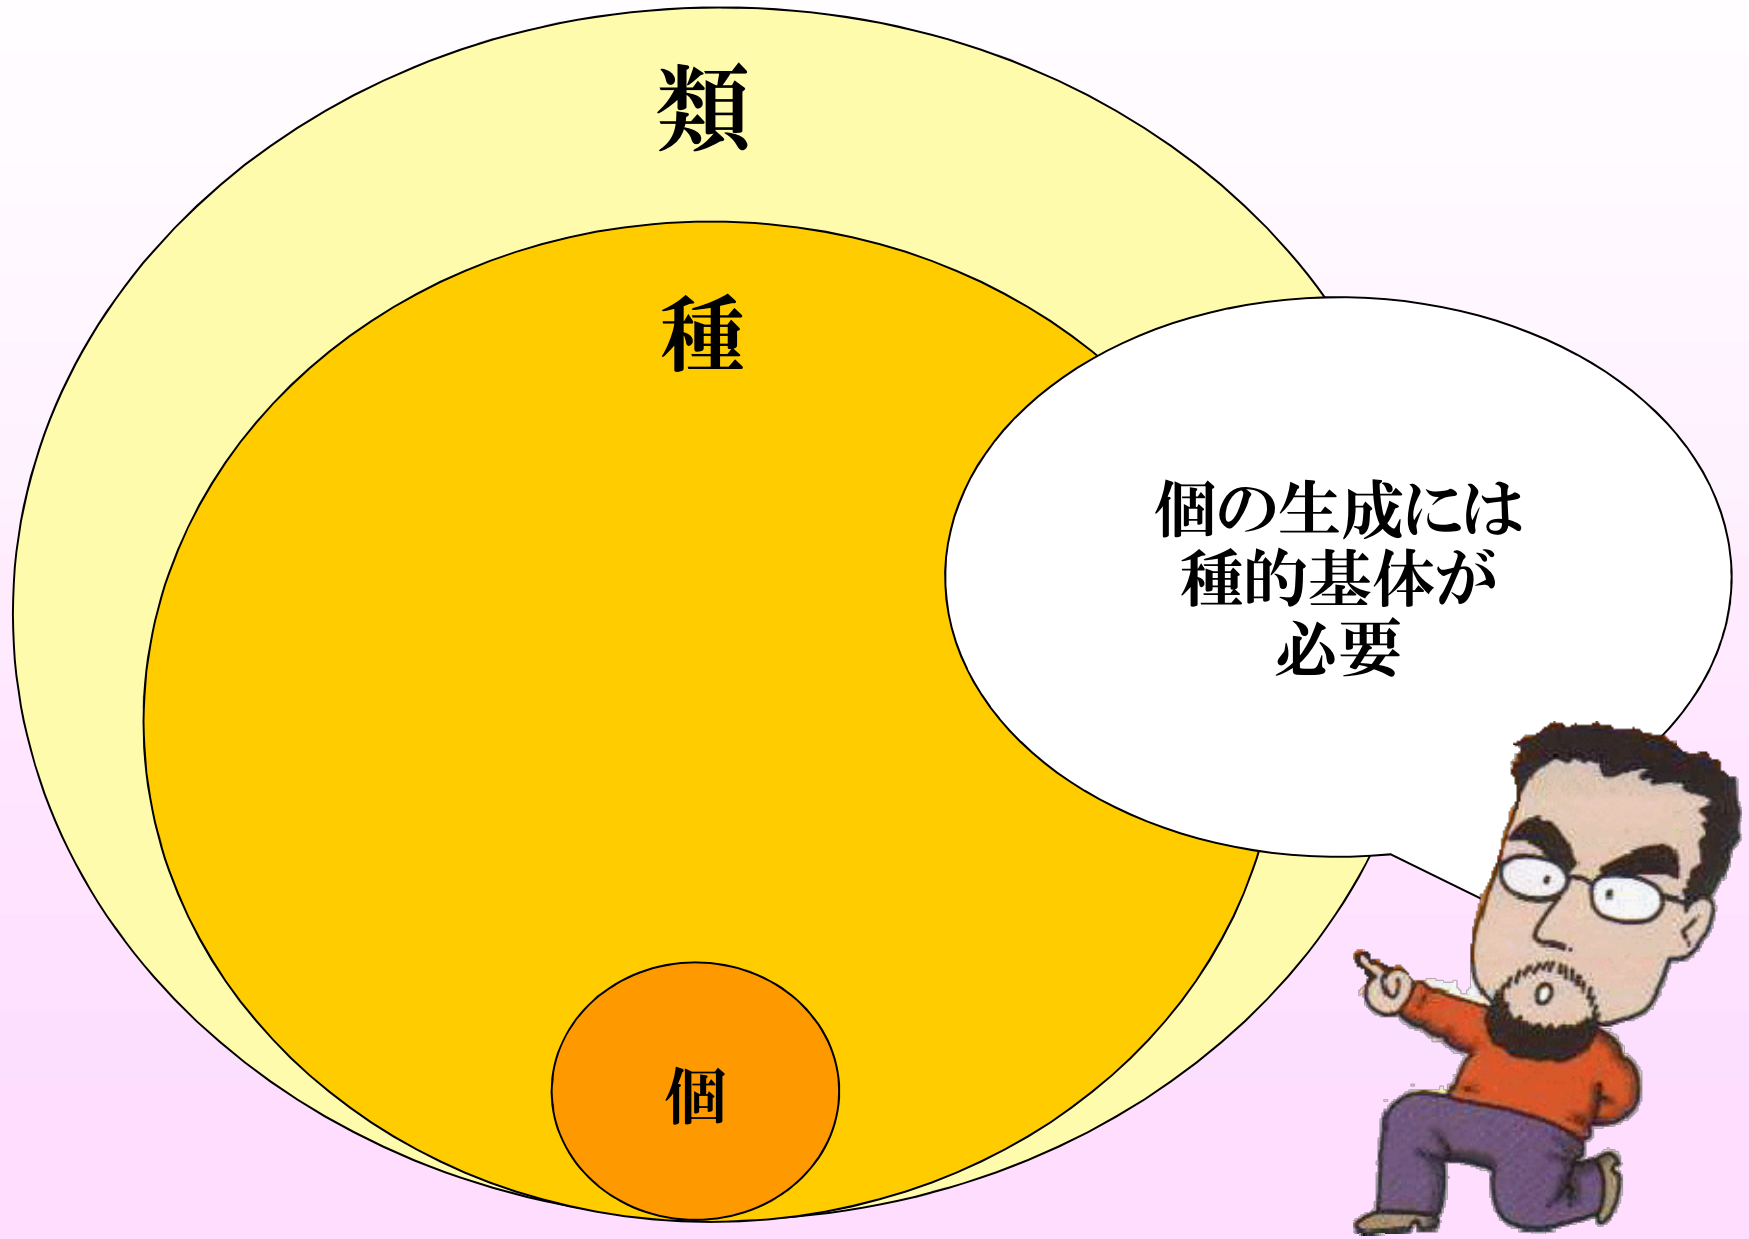 類
種
個の生成には
種的基体が
必要
個